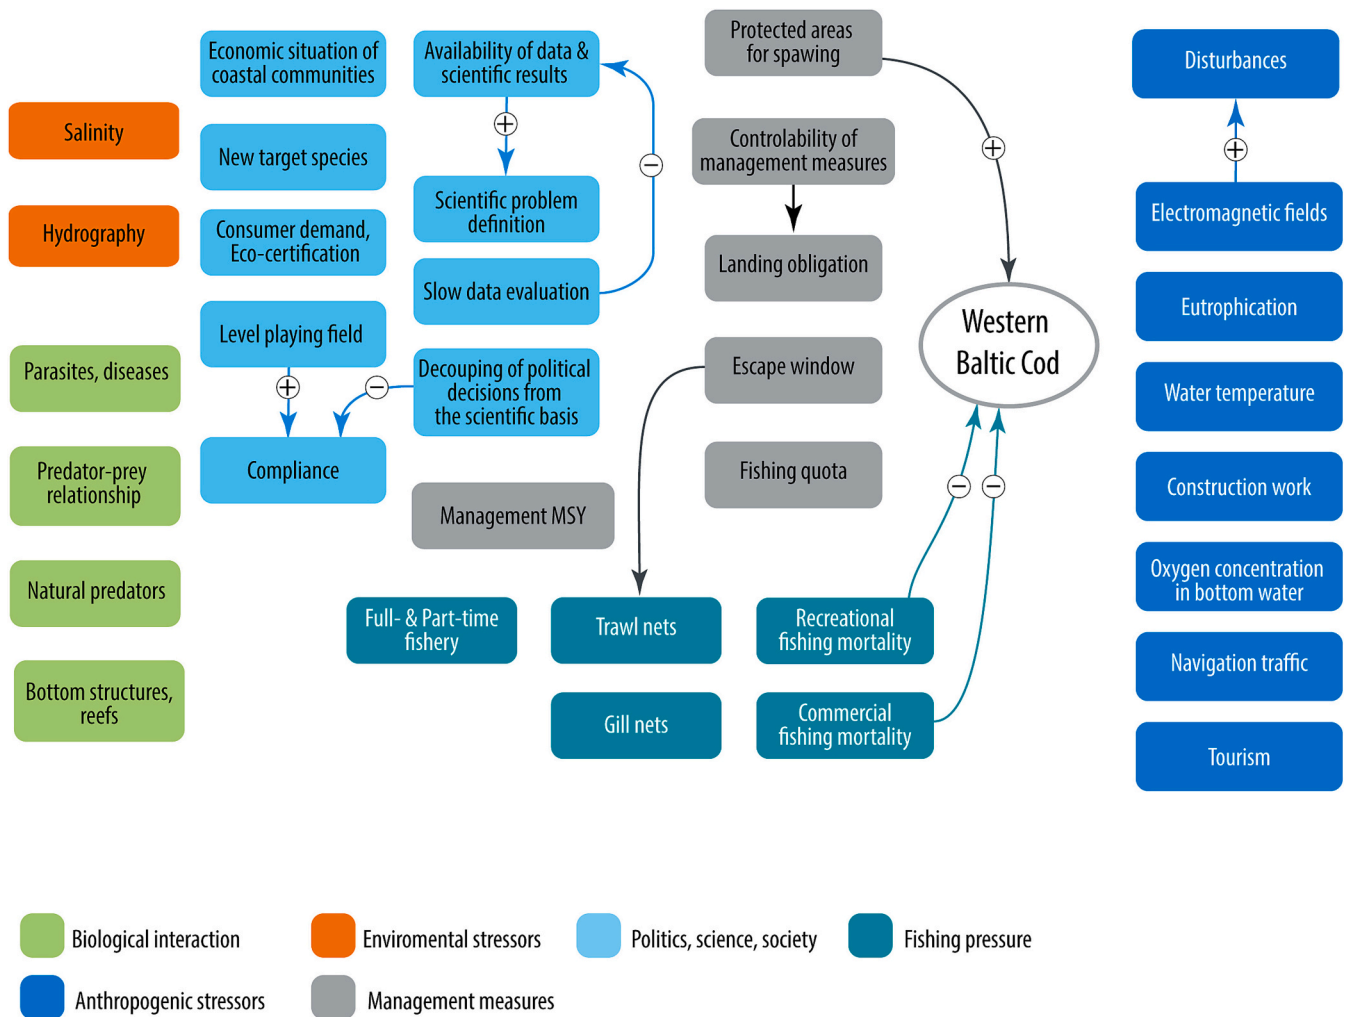 Salinity
Hydrography
Parasites, diseases
Predator-prey
relationship
Natural predators
Bottom structures,
reefs
Economic situation of
coastal communities
New target species
Consumer demand,
Eco-certification
Level playing field
+
Compliance
Availability of data &
scientific results
+
Scientific problem
definition
Slow data evaluation
−
Decouping of political
decisions from
the scientific basis
−
Management MSY
Full- & Part-time
fishery
Protected areas
for spawing
+
Controlability of
management measures
Landing obligation
Escape window
Fishing quota
Trawl nets
Gill nets
Recreational
fishing mortality
Commercial
fishing mortality
−
−
Western
Baltic Cod
Disturbances
+
Electromagnetic fields
Eutrophication
Water temperature
Construction work
Oxygen concentration
in bottom water
Navigation traffic
Tourism
Biological interaction
Enviromental stressors
Politics, science, society
Fishing pressure
Anthropogenic stressors
Management measures